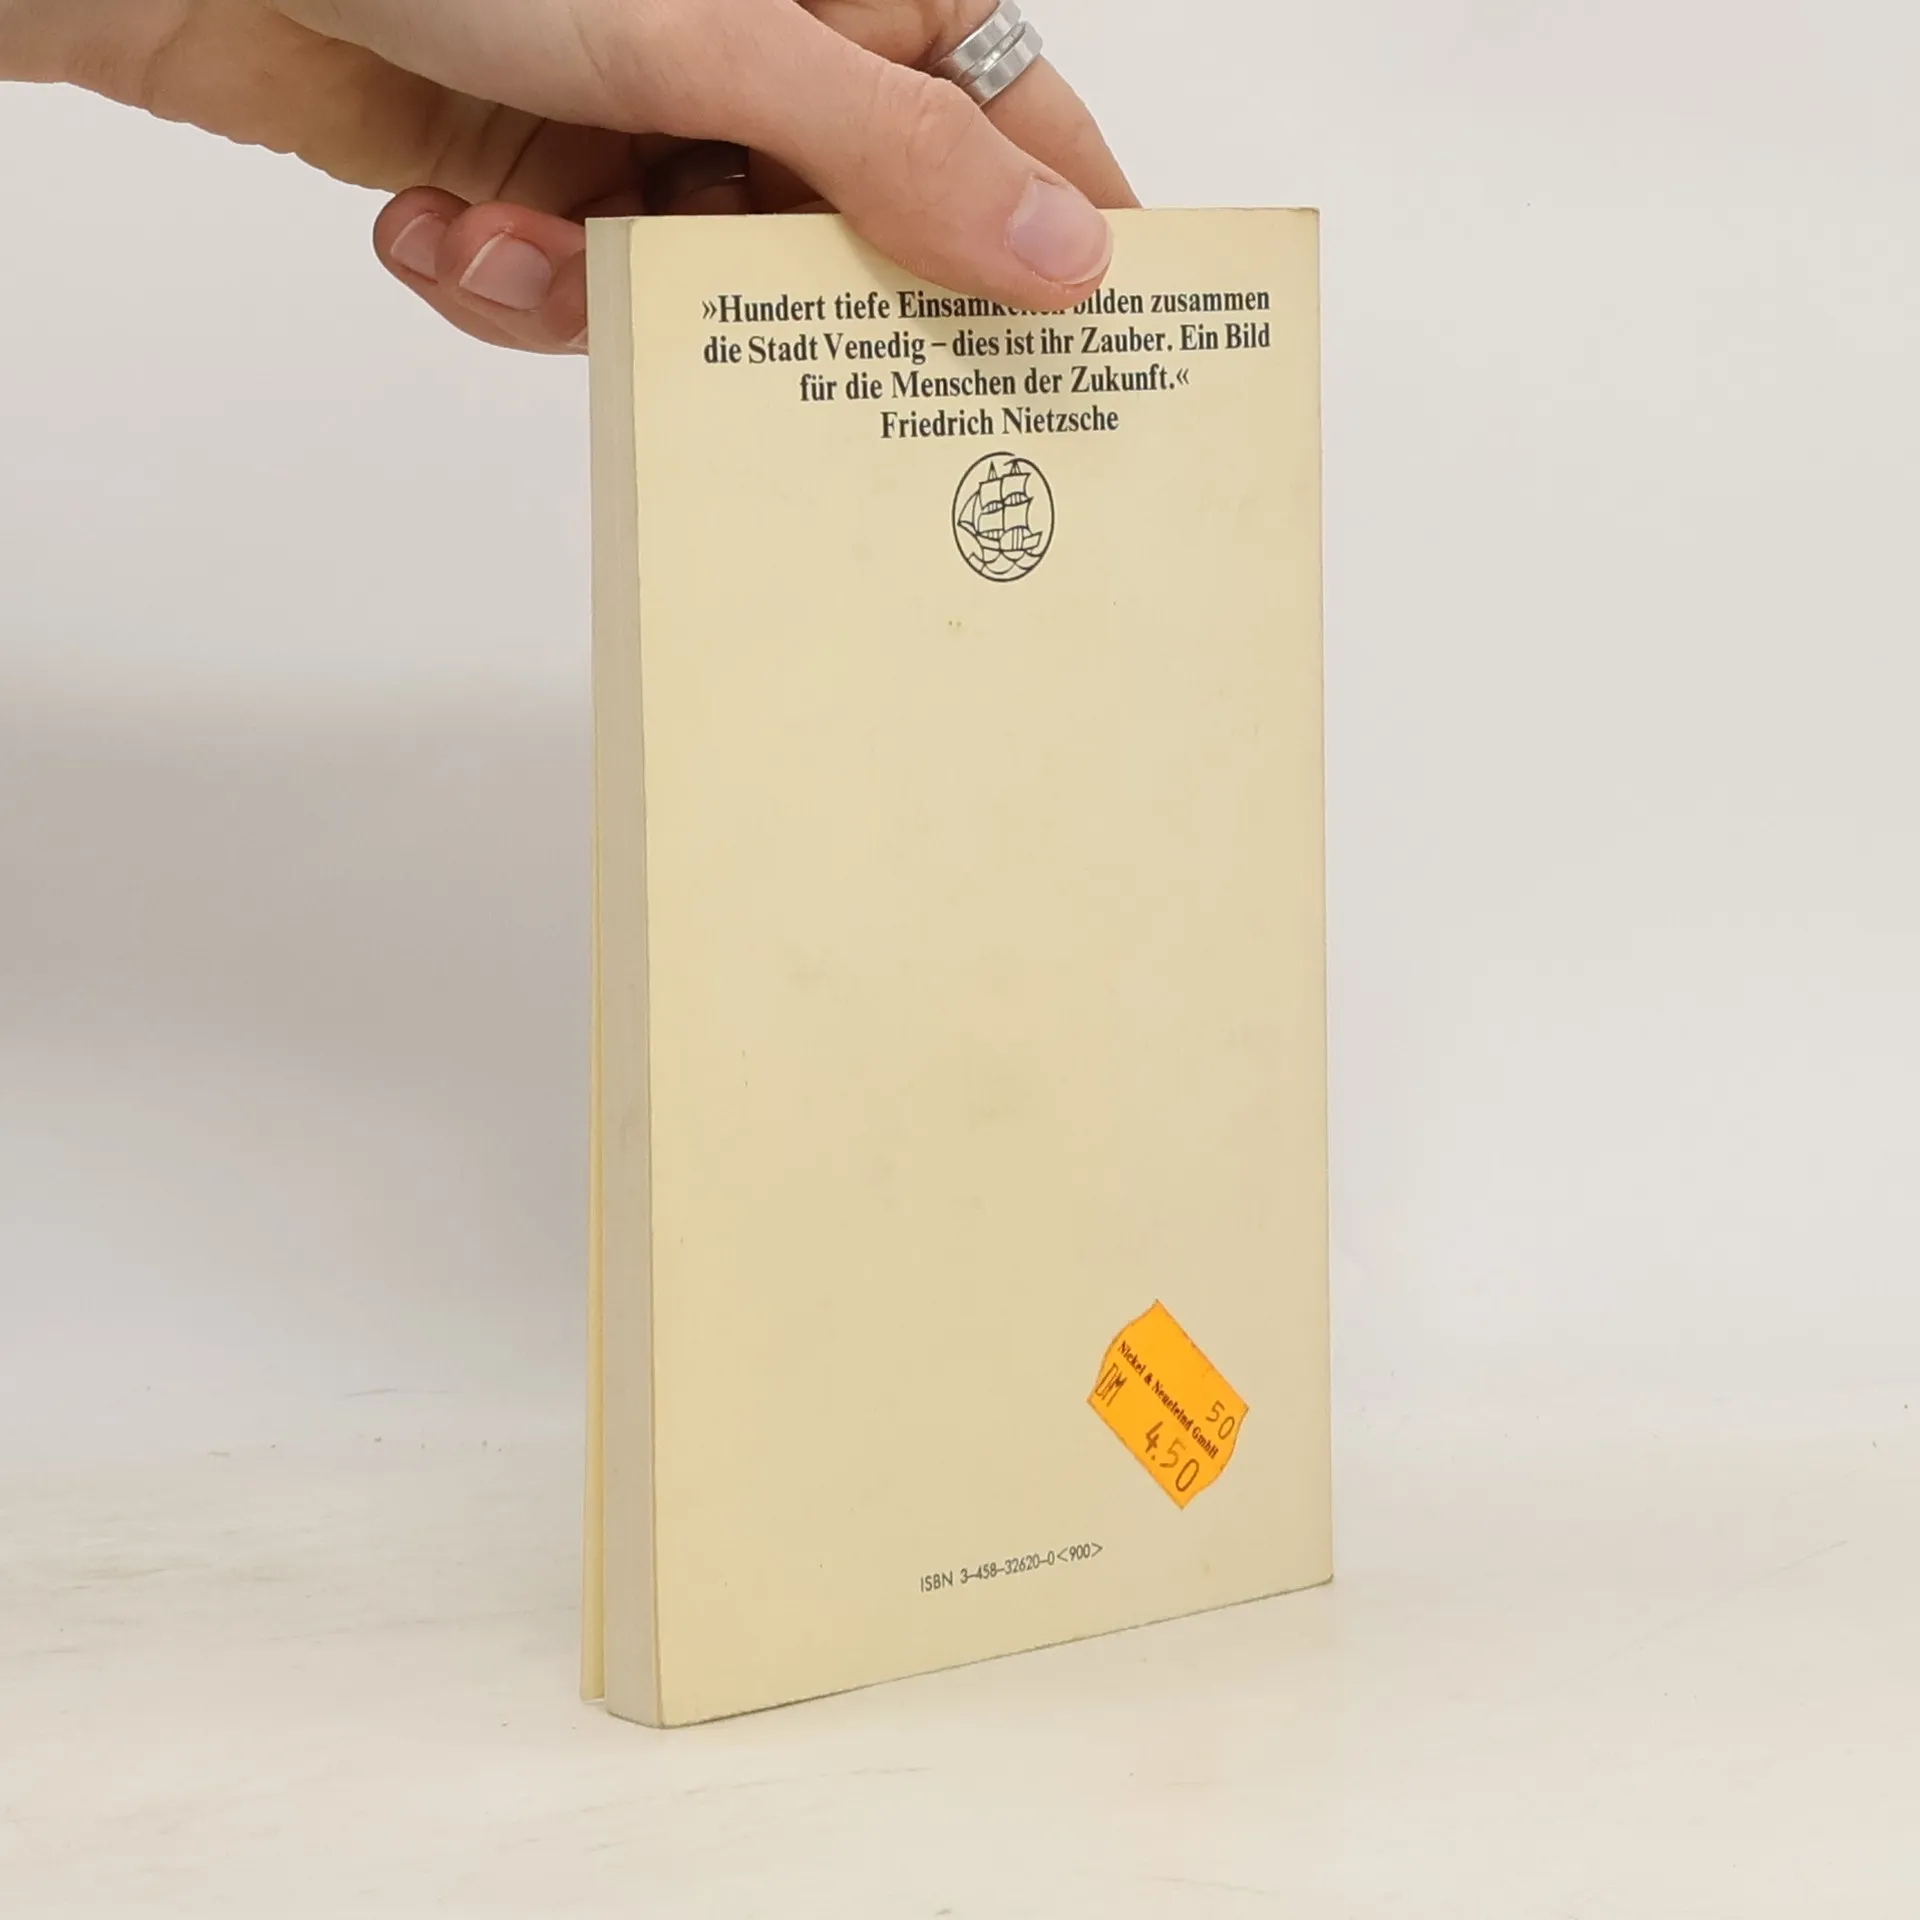 »Hundert tiefe Einsamkeiten bilden zusammen
die Stadt Venedig – dies ist ihr Zauber. Ein Bild
für die Menschen der Zukunft.«
Friedrich Nietzsche
50
Nickel & Neuefeind GmbH
DM 4.50
ISBN 3-458-32620-0<900>